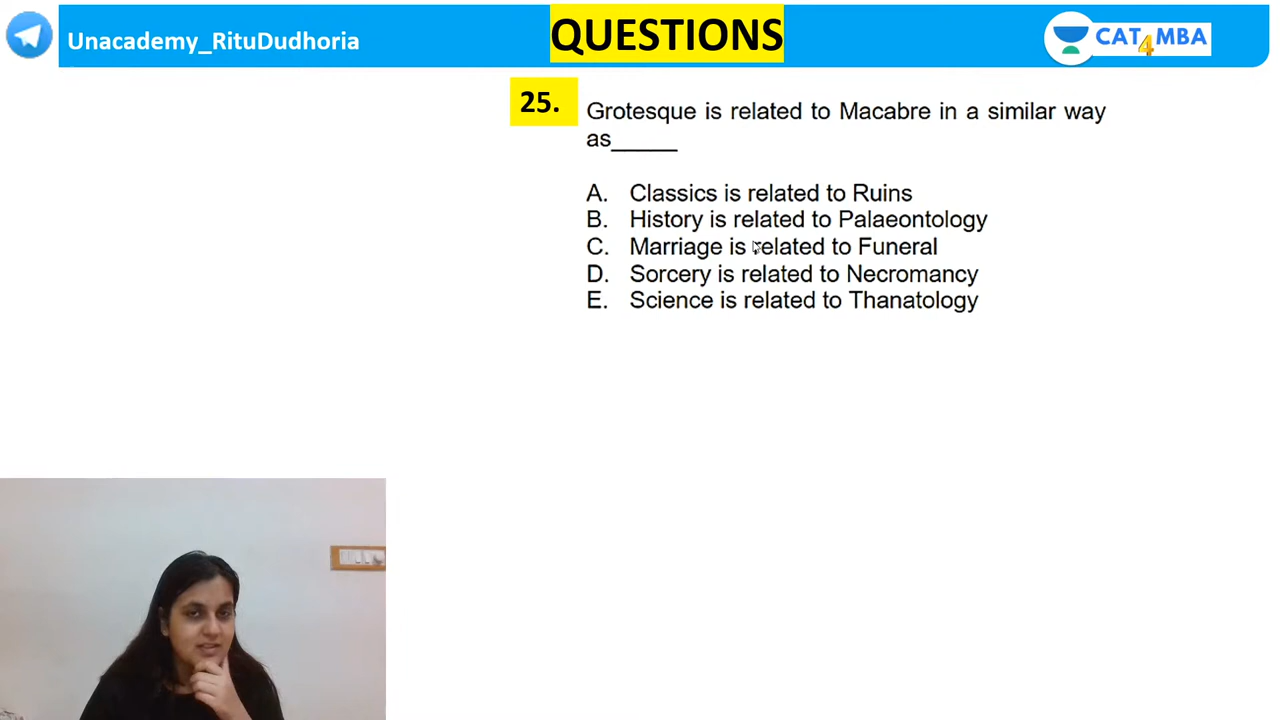 Unacademy_RituDudhoria
QUESTIONS
CAT4MBA
25.
Grotesque is related to Macabre in a similar way
as_____
A. Classics is related to Ruins
B. History is related to Palaeontology
C. Marriage is related to Funeral
D. Sorcery is related to Necromancy
E. Science is related to Thanatology